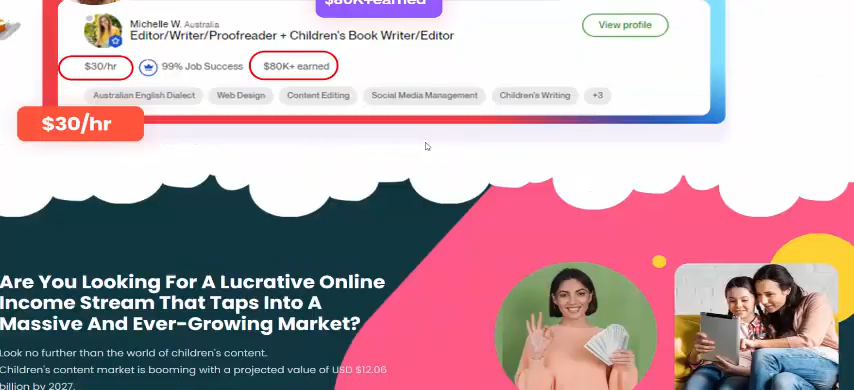 $80K+earned
Michelle W. Australia
Editor/Writer/Proofreader + Children's Book Writer/Editor
View profile
$30/hr
99% Job Success
$80K+ earned
Australian English Dialect
Web Design
Content Editing
Social Media Management
Children's Writing
+3
$30/hr
Are You Looking For A Lucrative Online
Income Stream That Taps Into A
Massive And Ever-Growing Market?
Look no further than the world of children's content.
Children's content market is booming with a projected value of USD $12.06
billion by 2027.